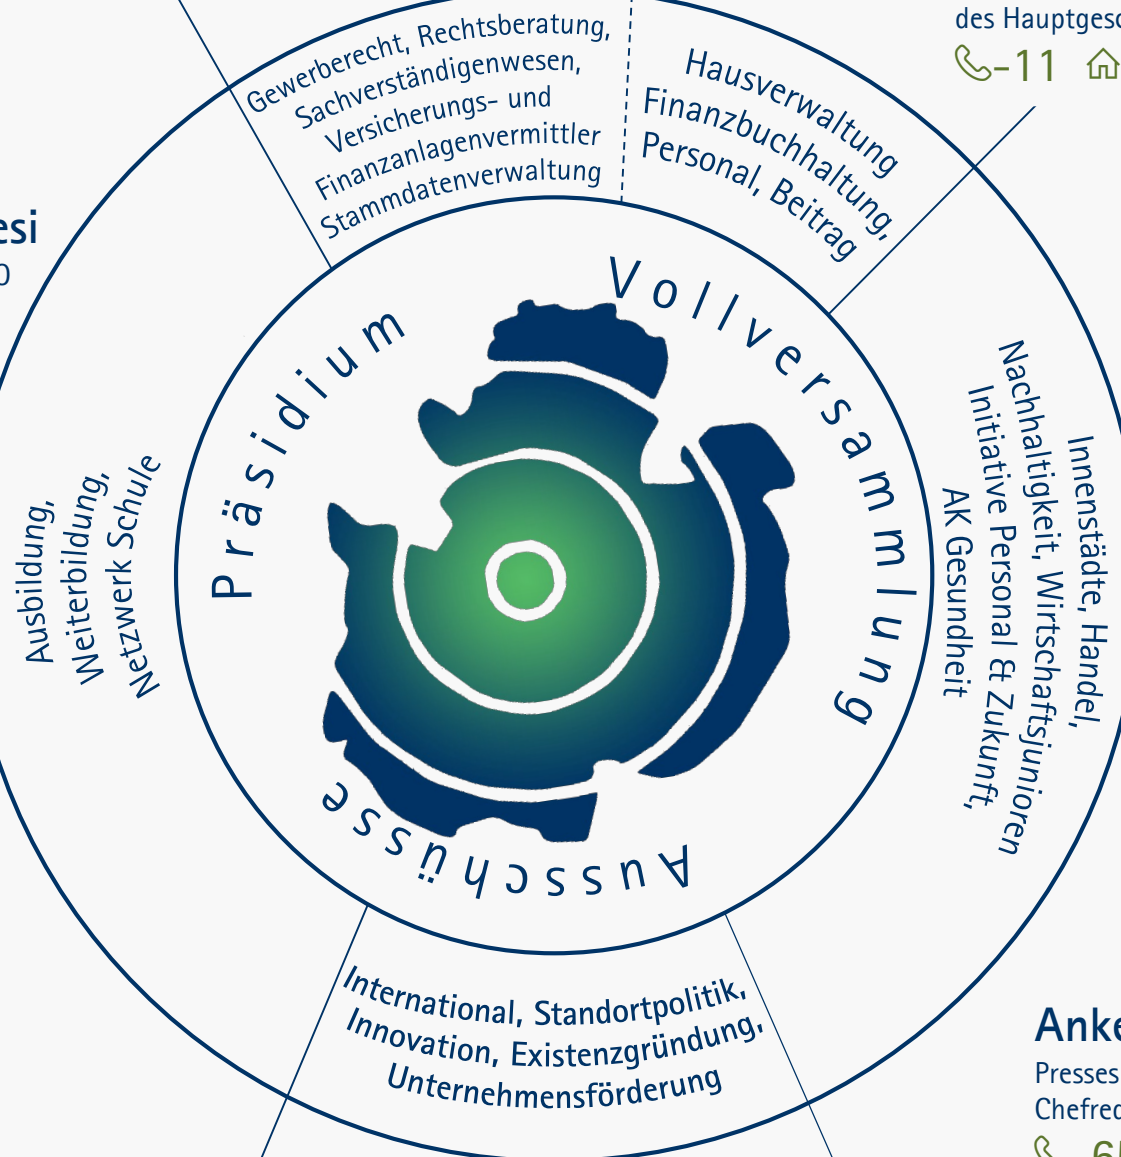 des Hauptgesc
-11
Gewerberecht, Rechtsberatung,
Sachverständigenwesen,
Versicherungs- und
Finanzanlagenvermittler
Stammdatenverwaltung
Hausverwaltung
Finanzbuchhaltung,
Personal, Beitrag
esi
0
Präsidium
Vollversammlung
Ausschüsse
Ausbildung,
Weiterbildung,
Netzwerk Schule
Innenstädte, Handel,
Nachhaltigkeit, Wirtschaftsjunioren
Initiative Personal & Zukunft,
AK Gesundheit
International, Standortpolitik,
Innovation, Existenzgründung,
Unternehmensförderung
Anke
Presses
Chefred